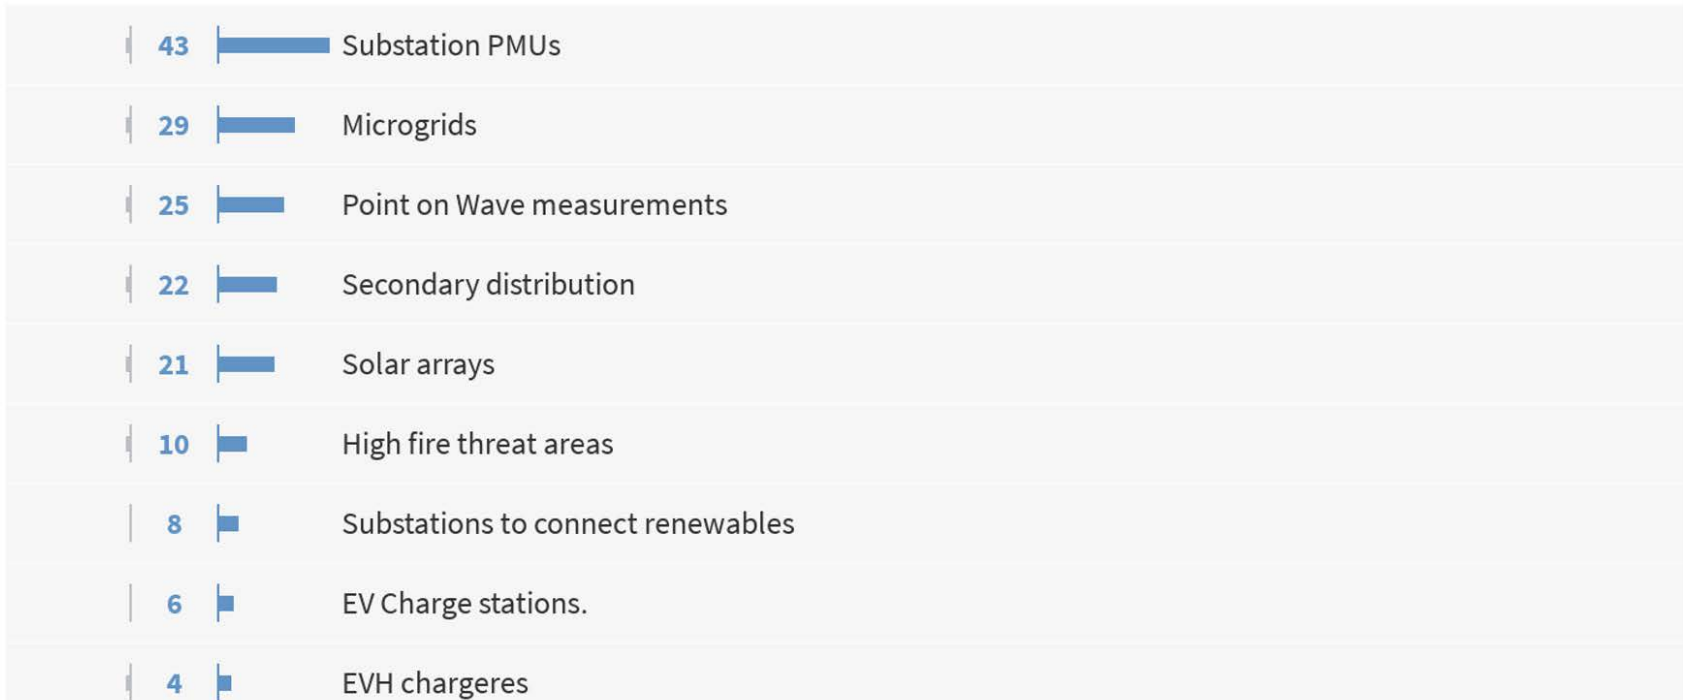 43 Substation PMUs
29 Microgrids
25 Point on Wave measurements
22 Secondary distribution
21 Solar arrays
10 High fire threat areas
8 Substations to connect renewables
6 EV Charge stations.
4 EVH chargeres